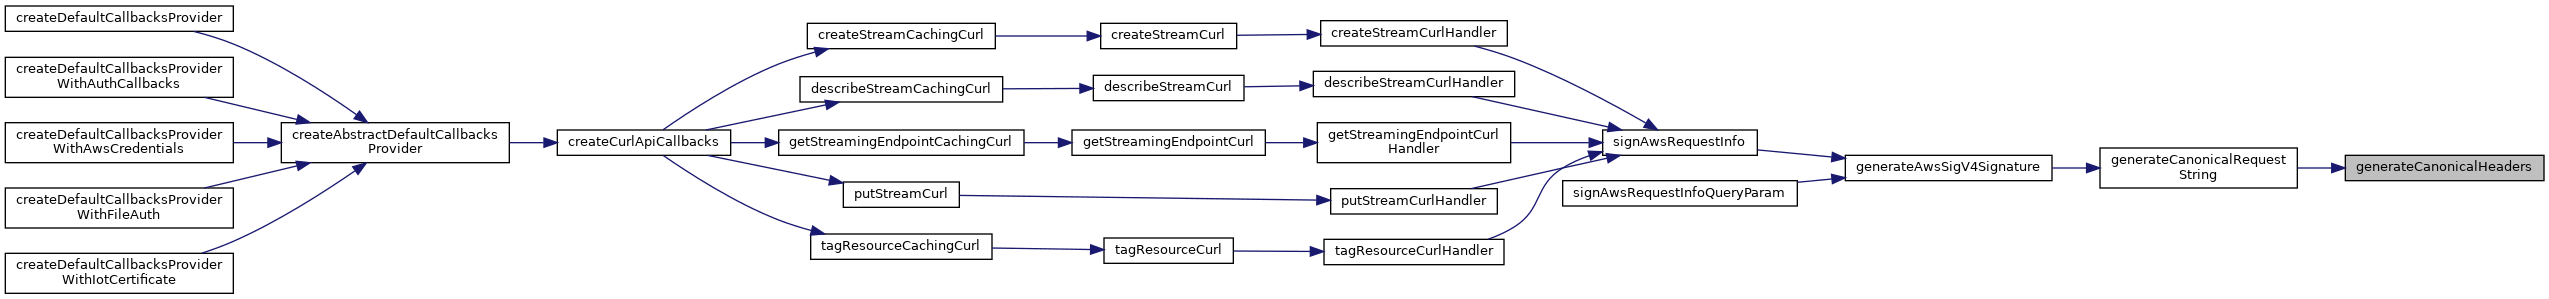 createDefaultCallbacksProvider
createDefaultCallbacksProvider
WithAuthCallbacks
createDefaultCallbacksProvider
WithAwsCredentials
createDefaultCallbacksProvider
WithFileAuth
createDefaultCallbacksProvider
WithIotCertificate
createAbstractDefaultCallbacks
Provider
createCurlApiCallbacks
createStreamCachingCurl
describeStreamCachingCurl
getStreamingEndpointCachingCurl
putStreamCurl
tagResourceCachingCurl
createStreamCurl
describeStreamCurl
getStreamingEndpointCurl
tagResourceCurl
createStreamCurlHandler
describeStreamCurlHandler
getStreamingEndpointCurl
Handler
putStreamCurlHandler
tagResourceCurlHandler
signAwsRequestInfo
signAwsRequestInfoQueryParam
generateAwsSigV4Signature
generateCanonicalRequest
String
generateCanonicalHeaders